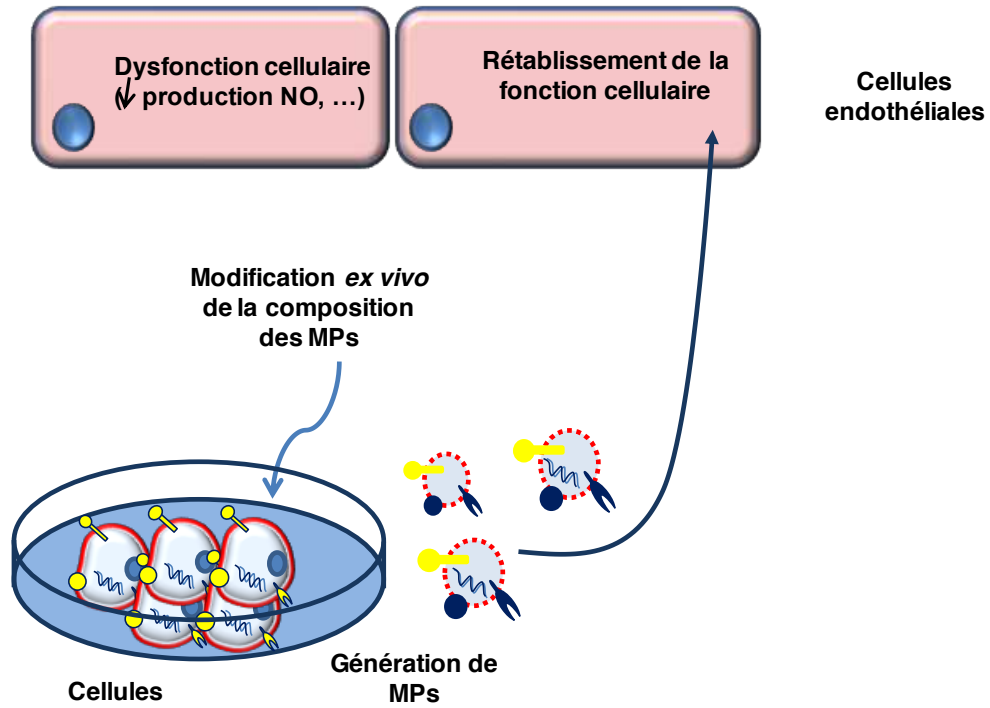 Dysfonction cellulaire
(↓ production NO, …)
Rétablissement de la
fonction cellulaire
Cellules
endothéliales
Modification ex vivo
de la composition
des MPs
Génération de
MPs
Cellules